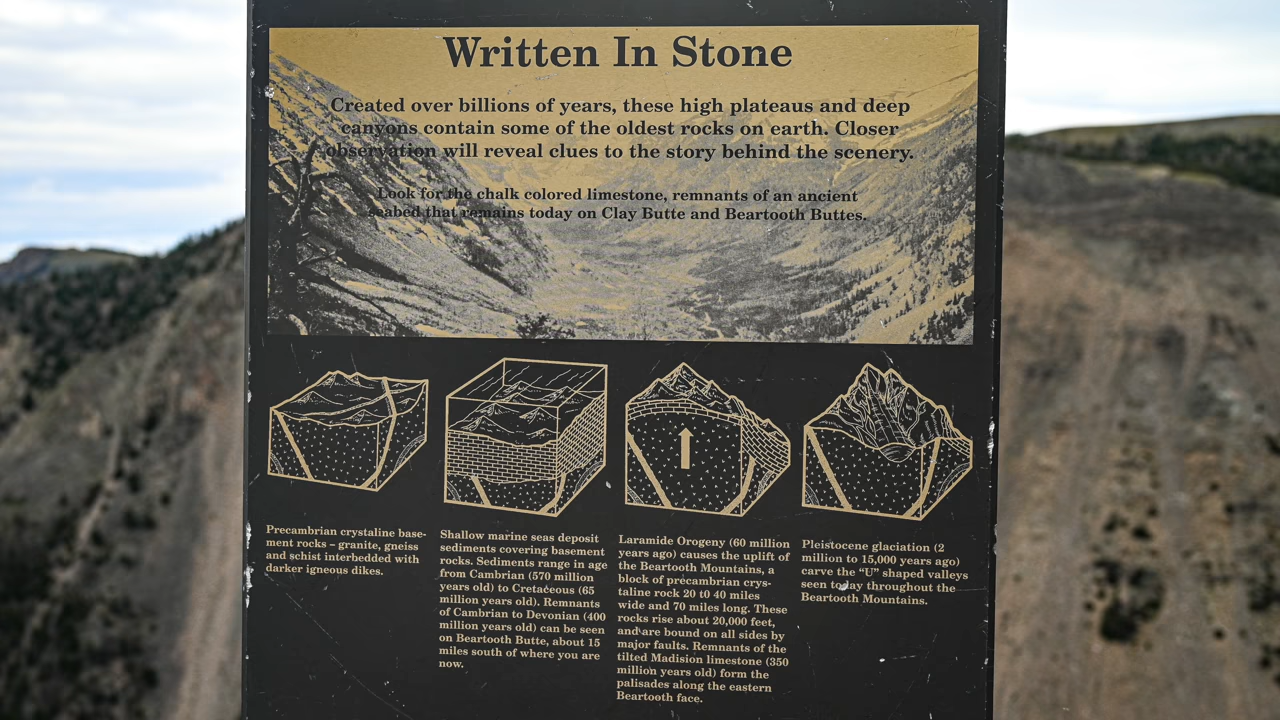 Written In Stone
Created over billions of years, these high plateaus and deep
canyons contain some of the oldest rocks on earth. Closer
observation will reveal clues to the story behind the scenery.
Look for the chalk colored limestone, remnants of an ancient
seabed that remains today on Clay Butte and Beartooth Buttes.
Precambrian crystaline base-
ment rocks – granite, gneiss
and schist interbedded with
darker igneous dikes.
Shallow marine seas deposit
sediments covering basement
rocks. Sediments range in age
from Cambrian (570 million
years old) to Cretaceous (65
million years old). Remnants
of Cambrian to Devonian (400
million years old) can be seen
on Beartooth Butte, about 15
miles south of where you are
now.
Laramide Orogeny (60 million
years ago) causes the uplift of
the Beartooth Mountains, a
block of precambrian crys-
taline rock 20 to 40 miles
wide and 70 miles long. These
rocks rise about 20,000 feet,
and are bound on all sides by
major faults. Remnants of the
tilted Madision limestone (350
million years old) form the
palisades along the eastern
Beartooth face.
Pleistocene glaciation (2
million to 15,000 years ago)
carve the “U” shaped valleys
seen today throughout the
Beartooth Mountains.